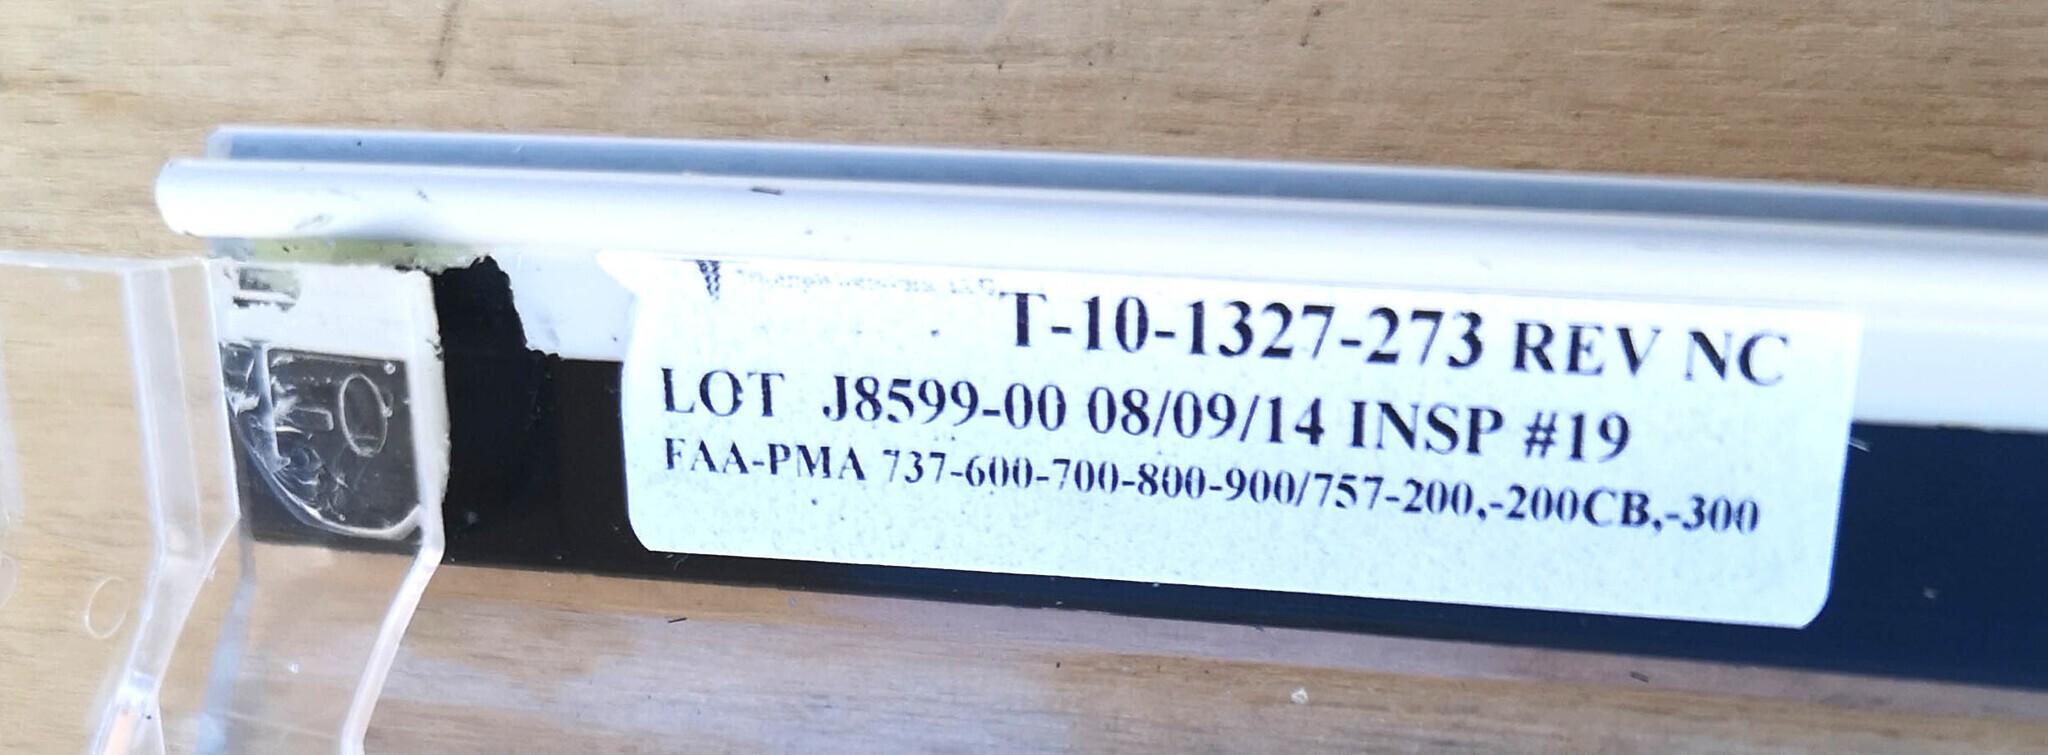 T-10-1327-273 REV NC
LOT J8599-00 08/09/14 INSP #19
FAA-PMA 737-600-700-800-900/757-200,-200CB,-300